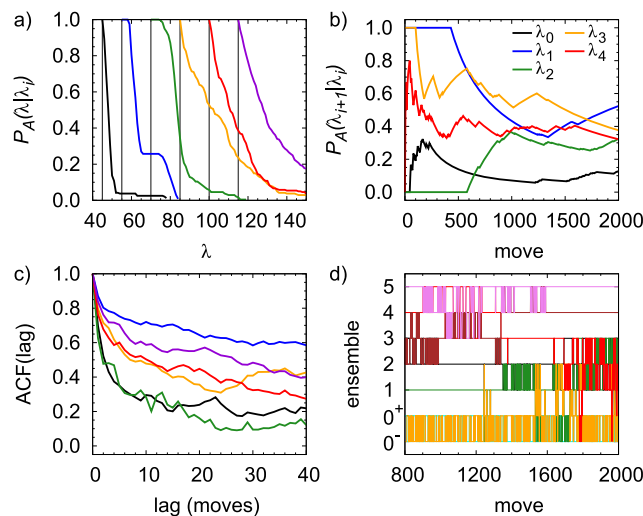 a)
P_A(λ|λ_i)
1.0
0.8
0.6
0.4
0.2
0.0
40 60 80 100 120 140
λ
b)
P_A(λ_{i+1}|λ_i)
1.0
0.8
0.6
0.4
0.2
0.0
λ_0 λ_3
λ_1 λ_4
λ_2
0 500 1000 1500 2000
move
c)
ACF(lag)
1.0
0.8
0.6
0.4
0.2
0.0
0 10 20 30 40
lag (moves)
d)
ensemble
5
4
3
2
1
0^+
0^-
800 1200 1600 2000
move